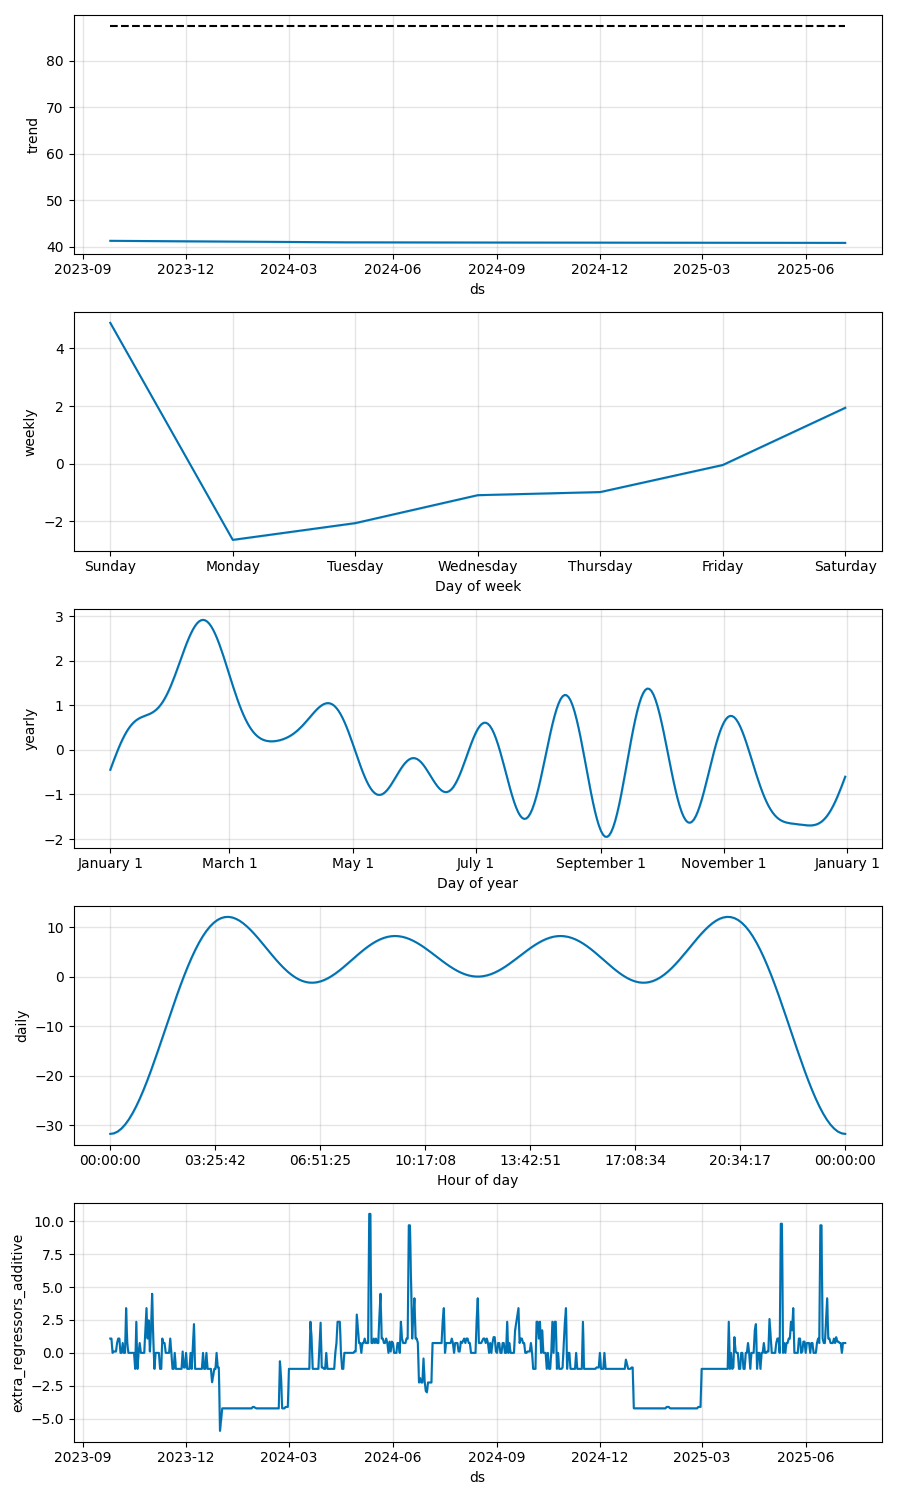 trend
80
70
60
50
40
2023-09 2023-12 2024-03 2024-06 2024-09 2024-12 2025-03 2025-06
ds
weekly
4
2
0
−2
Sunday Monday Tuesday Wednesday Thursday Friday Saturday
Day of week
yearly
3
2
1
0
−1
−2
January 1 March 1 May 1 July 1 September 1 November 1 January 1
Day of year
daily
10
0
−10
−20
−30
00:00:00 03:25:42 06:51:25 10:17:08 13:42:51 17:08:34 20:34:17 00:00:00
Hour of day
extra_regressors_additive
10.0
7.5
5.0
2.5
0.0
−2.5
−5.0
2023-09 2023-12 2024-03 2024-06 2024-09 2024-12 2025-03 2025-06
ds